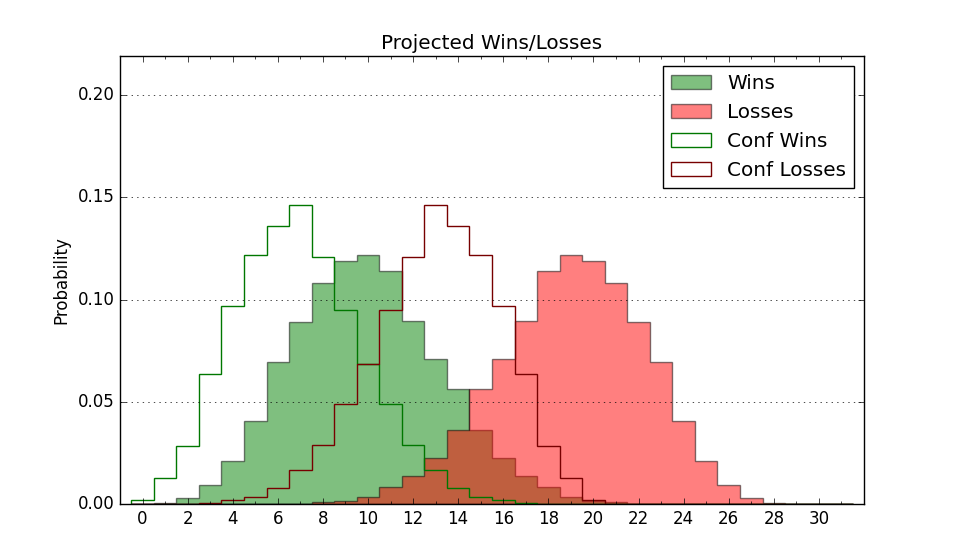 Projected Wins/Losses
Wins
Losses
Conf Wins
Conf Losses
Probability
0.20
0.15
0.10
0.05
0.00
0 2 4 6 8 10 12 14 16 18 20 22 24 26 28 30